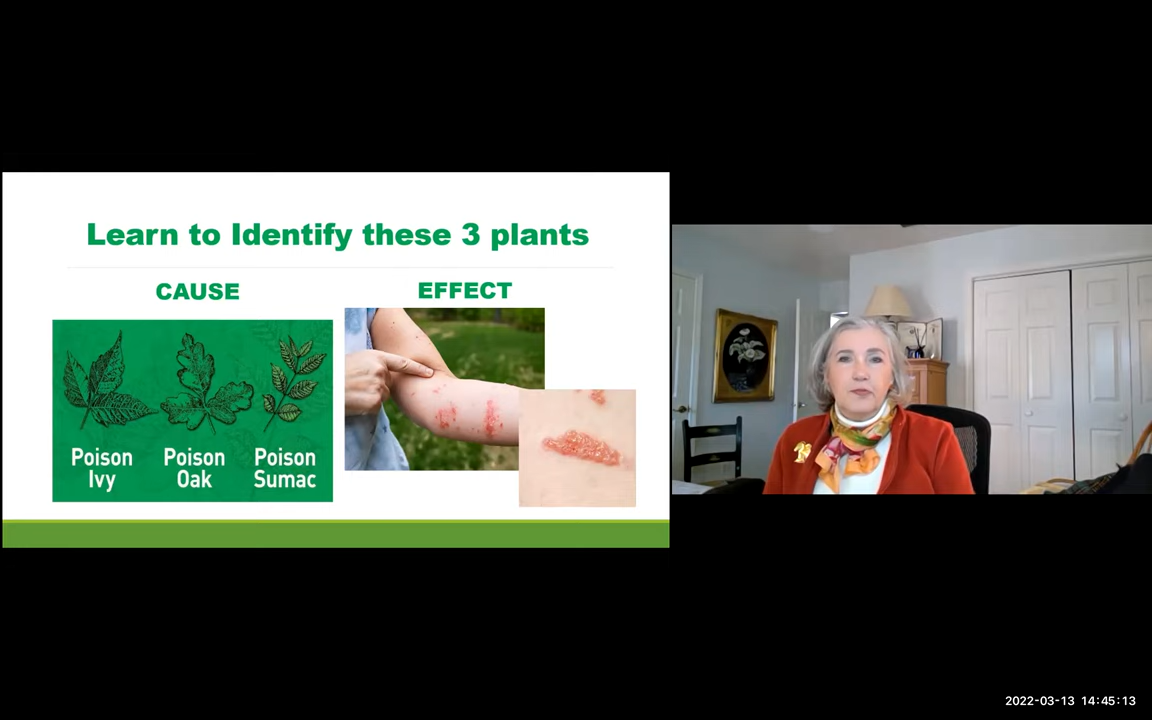 Learn to Identify these 3 plants
CAUSE
EFFECT
Poison
Ivy
Poison
Oak
Poison
Sumac
2022-03-13 14:45:13